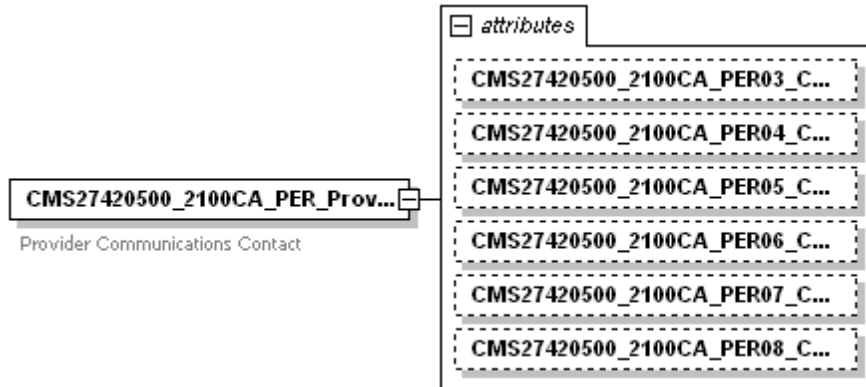 attributes
CMS27420500_2100CA_PER03_C...
CMS27420500_2100CA_PER04_C...
CMS27420500_2100CA_PER_Prov...
CMS27420500_2100CA_PER05_C...
Provider Communications Contact
CMS27420500_2100CA_PER06_C...
CMS27420500_2100CA_PER07_C...
CMS27420500_2100CA_PER08_C...